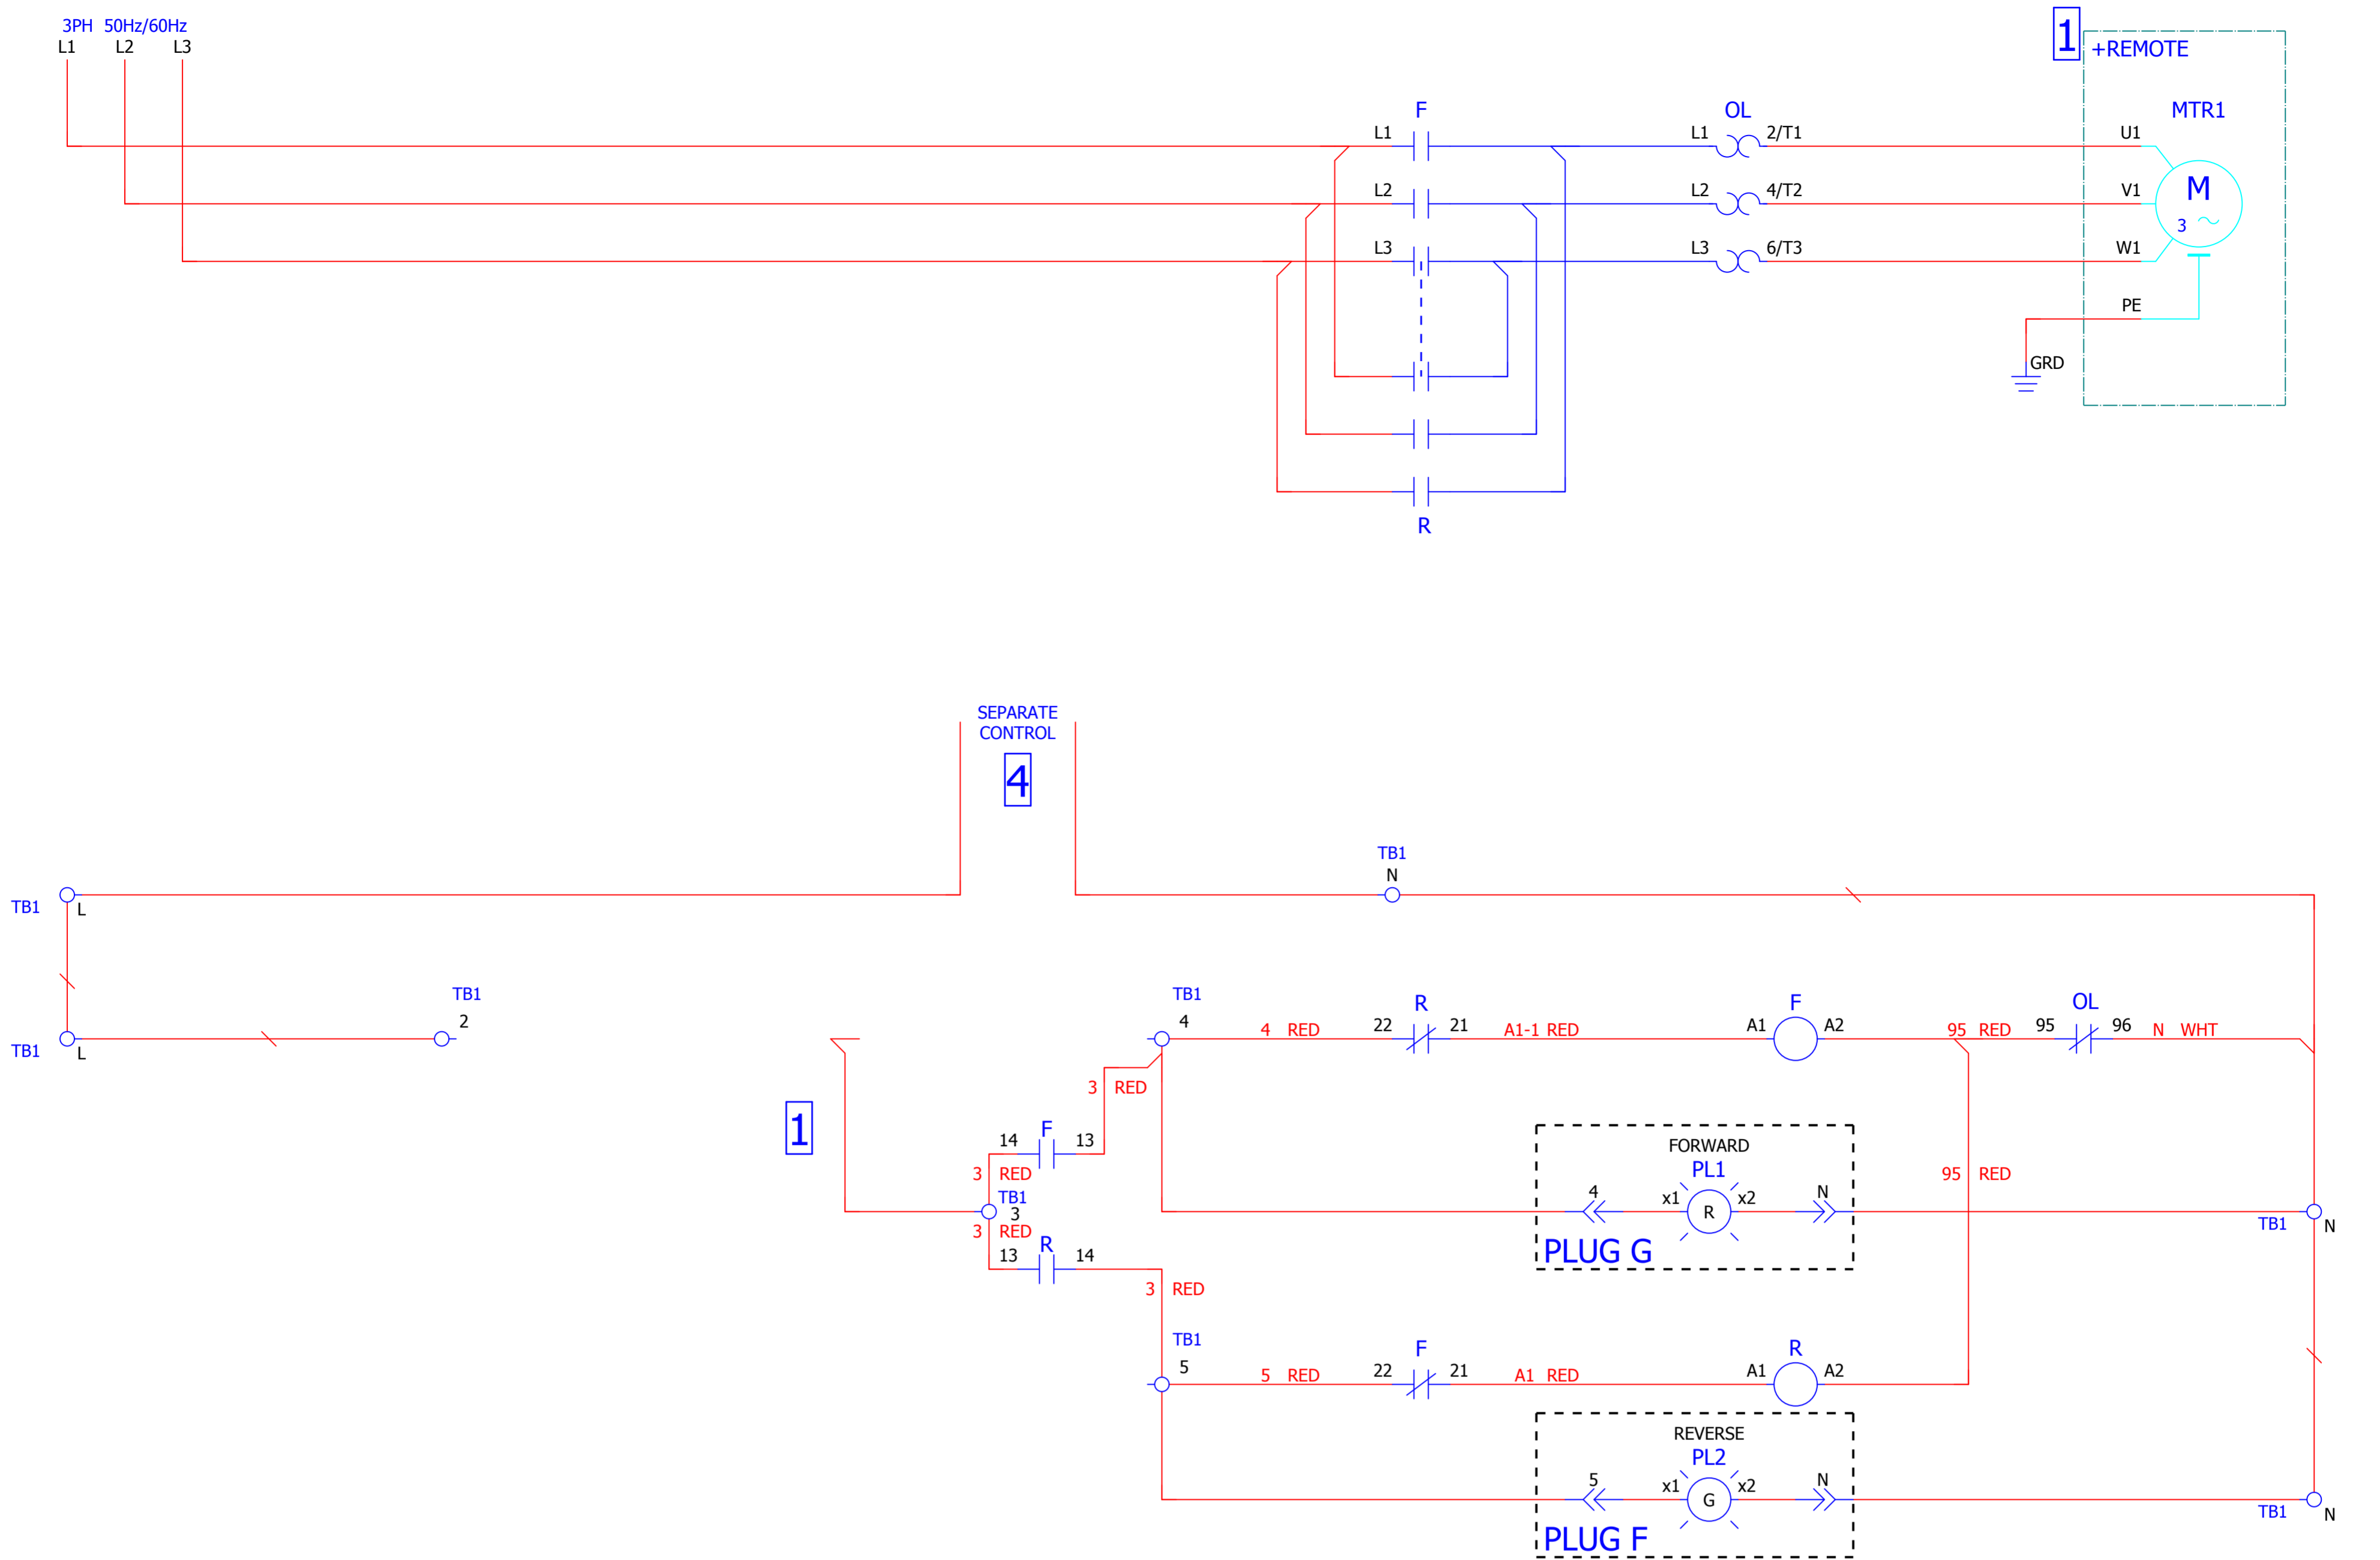 3PH 50Hz/60Hz
L1 L2 L3
1
+REMOTE
F
OL
MTR1
L1
L1 2/T1
U1
L2
L2 4/T2
V1
M
3
L3
L3 6/T3
W1
PE
GRD
R
SEPARATE
CONTROL
4
TB1
N
TB1
L
TB1
2
TB1
L
TB1
4
4 RED
22
R
21
A1-1 RED
A1
F
A2
95 RED
95
OL
96
N WHT
3 RED
1
14
F
13
3 RED
TB1
3
3 RED
13
R
14
FORWARD
PL1
4
x1
R
x2
N
PLUG G
95 RED
TB1
N
3 RED
TB1
5
5 RED
22
F
21
A1 RED
A1
R
A2
REVERSE
PL2
5
x1
G
x2
N
PLUG F
TB1
N